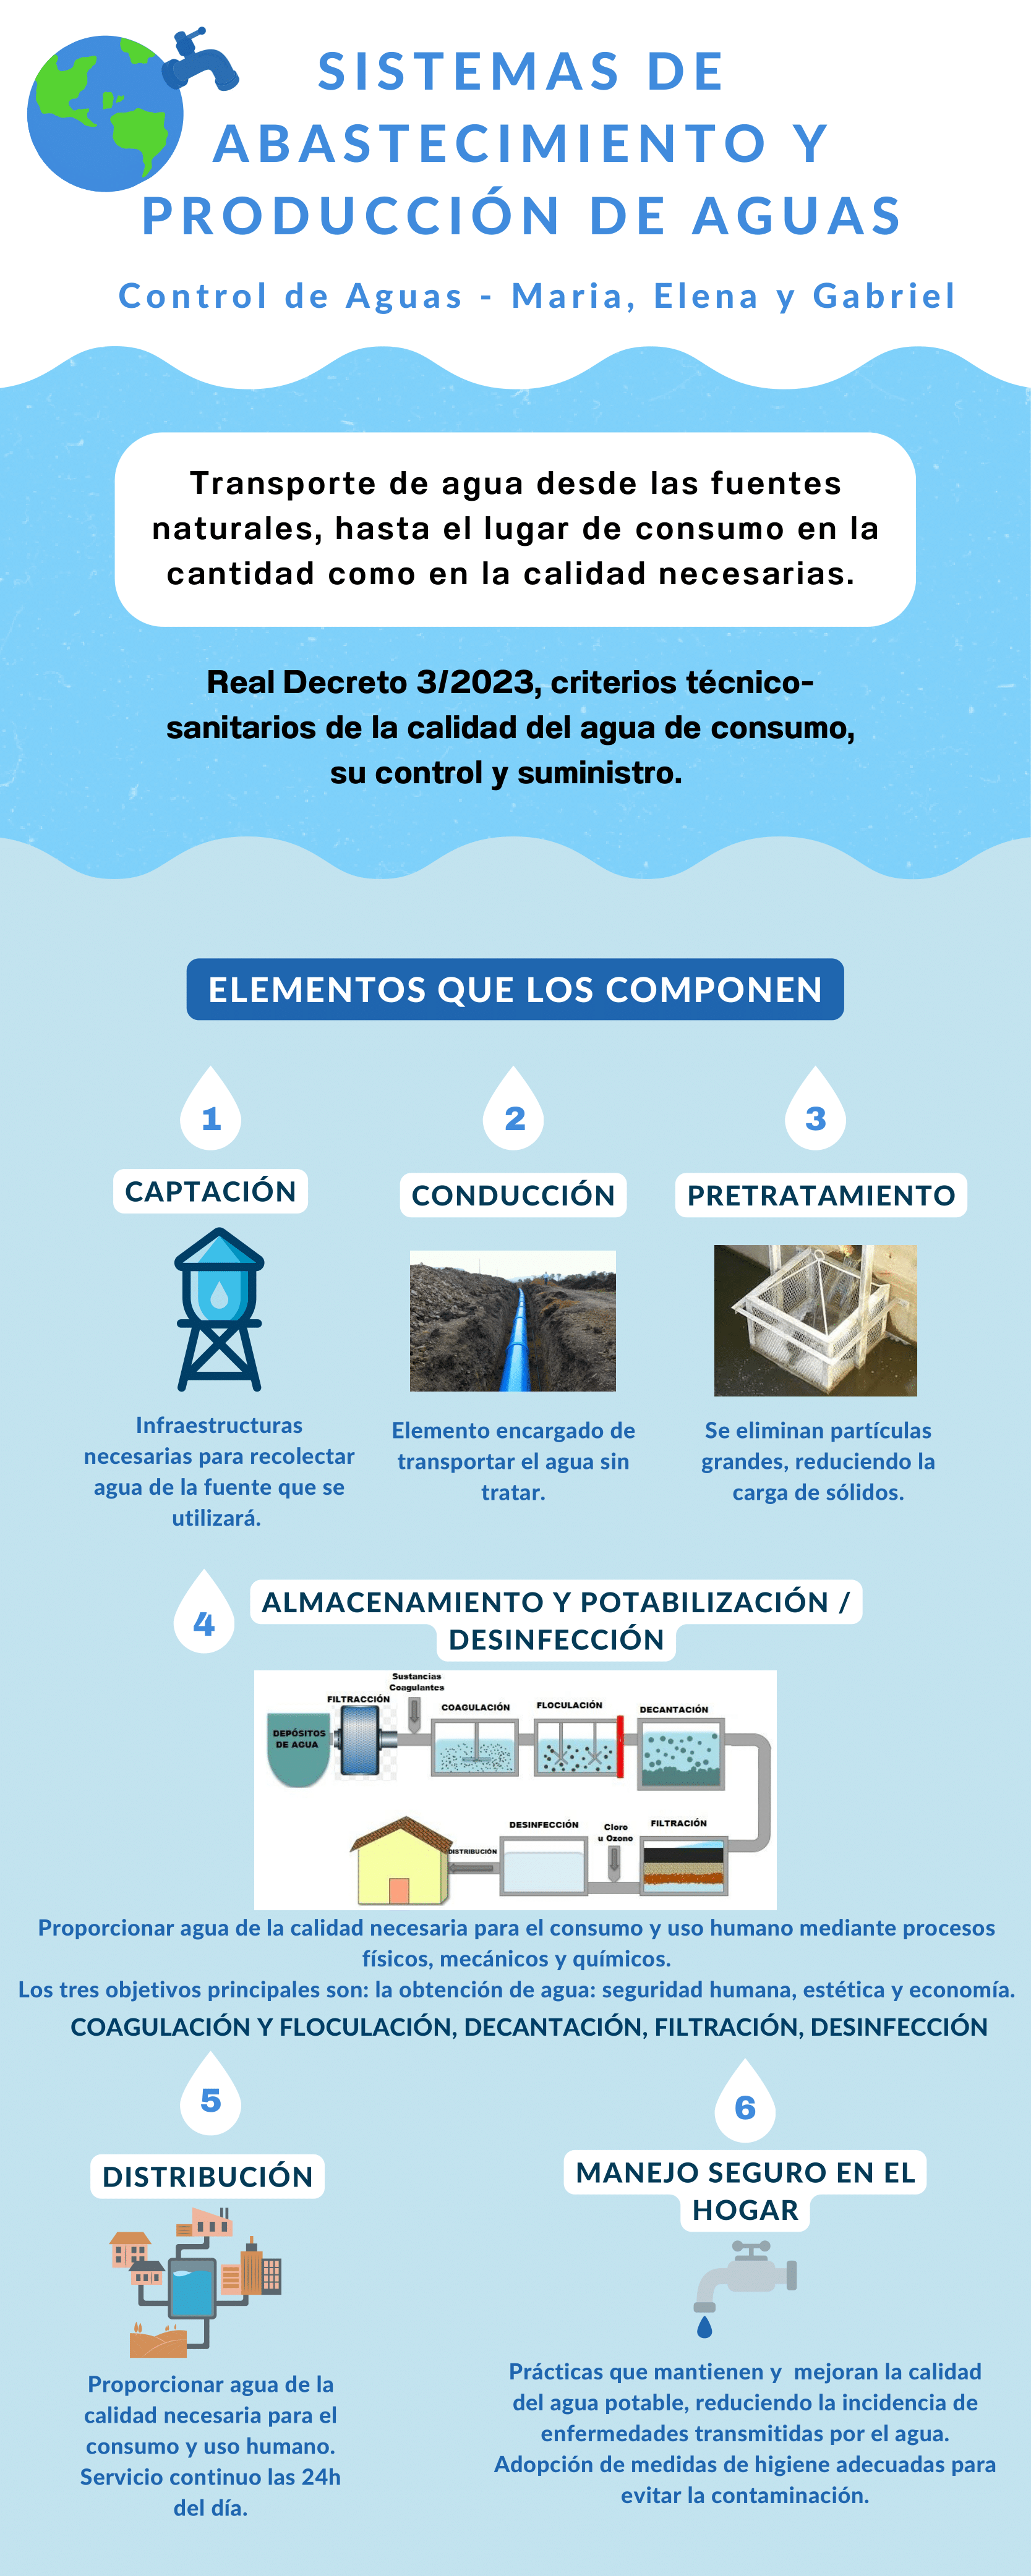 SISTEMAS DE
ABASTECIMIENTO Y
PRODUCCIÓN DE AGUAS
Control de Aguas - Maria, Elena y Gabriel
Transporte de agua desde las fuentes
naturales, hasta el lugar de consumo en la
cantidad como en la calidad necesarias.
Real Decreto 3/2023, criterios técnico-
sanitarios de la calidad del agua de consumo,
su control y suministro.
ELEMENTOS QUE LOS COMPONEN
1
CAPTACIÓN
Infraestructuras
necesarias para recolectar
agua de la fuente que se
utilizará.
2
CONDUCCIÓN
Elemento encargado de
transportar el agua sin
tratar.
3
PRETRATAMIENTO
Se eliminan partículas
grandes, reduciendo la
carga de sólidos.
4
ALMACENAMIENTO Y POTABILIZACIÓN /
DESINFECCIÓN
DEPÓSITOS
DE AGUA
FILTRACCIÓN
Sustancias
Coagulantes
COAGULACIÓN
FLOCULACIÓN
DECANTACIÓN
FILTRACIÓN
Cloro
u Ozono
DESINFECCIÓN
DISTRIBUCIÓN
Proporcionar agua de la calidad necesaria para el consumo y uso humano mediante procesos
físicos, mecánicos y químicos.
Los tres objetivos principales son: la obtención de agua: seguridad humana, estética y economía.
COAGULACIÓN Y FLOCULACIÓN, DECANTACIÓN, FILTRACIÓN, DESINFECCIÓN
5
DISTRIBUCIÓN
Proporcionar agua de la
calidad necesaria para el
consumo y uso humano.
Servicio continuo las 24h
del día.
6
MANEJO SEGURO EN EL
HOGAR
Prácticas que mantienen y  mejoran la calidad
del agua potable, reduciendo la incidencia de
enfermedades transmitidas por el agua.
Adopción de medidas de higiene adecuadas para
evitar la contaminación.